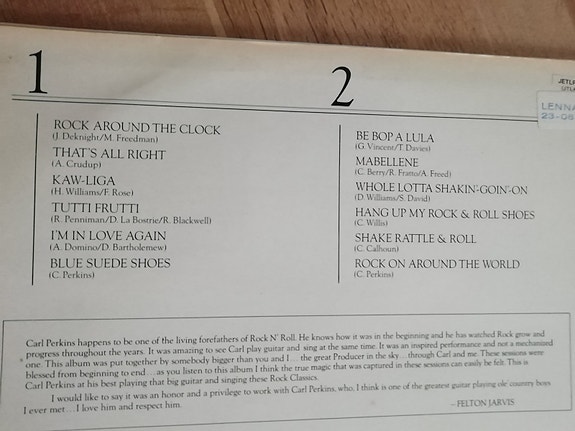 1
ROCK AROUND THE CLOCK
(J. Deknight/M. Freedman)
THAT'S ALL RIGHT
(A. Crudup)
KAW-LIGA
(H. Williams/F. Rose)
TUTTI FRUTTI
(R. Penniman/D. La Bostrie/R. Blackwell)
I'M IN LOVE AGAIN
(A. Domino/D. Bartholemew)
BLUE SUEDE SHOES
(C. Perkins)
2
BE BOP A LULA
(G. Vincent/T. Davies)
MABELLENE
(C. Berry/R. Fratto/A. Freed)
WHOLE LOTTA SHAKIN-GOIN'-ON
(D. Williams/S. David)
HANG UP MY ROCK & ROLL SHOES
(C. Willis)
SHAKE RATTLE & ROLL
(C. Calhoun)
ROCK ON AROUND THE WORLD
(C. Perkins)
LENNA
23-08
Carl Perkins happens to be one of the living forefathers of Rock N' Roll. He knows how it was in the beginning and he has watched Rock grow and
progress throughout the years. It was amazing to see Carl play guitar and sing at the same time. It was an inspired performance and not a mechanized
one. This album was put together by somebody bigger than you and I ... the great Producer in the sky ... through Carl and me. These sessions were
blessed from beginning to end ... as you listen to this album I think the true magic that was captured in these sessions can easily be felt. This is
Carl Perkins at his best playing that big guitar and singing these Rock Classics.
I would like to say it was an honor and a privilege to work with Carl Perkins, who, I think is one of the greatest guitar playing ole country boys
I ever met ... I love him and respect him.
– FELTON JARVIS